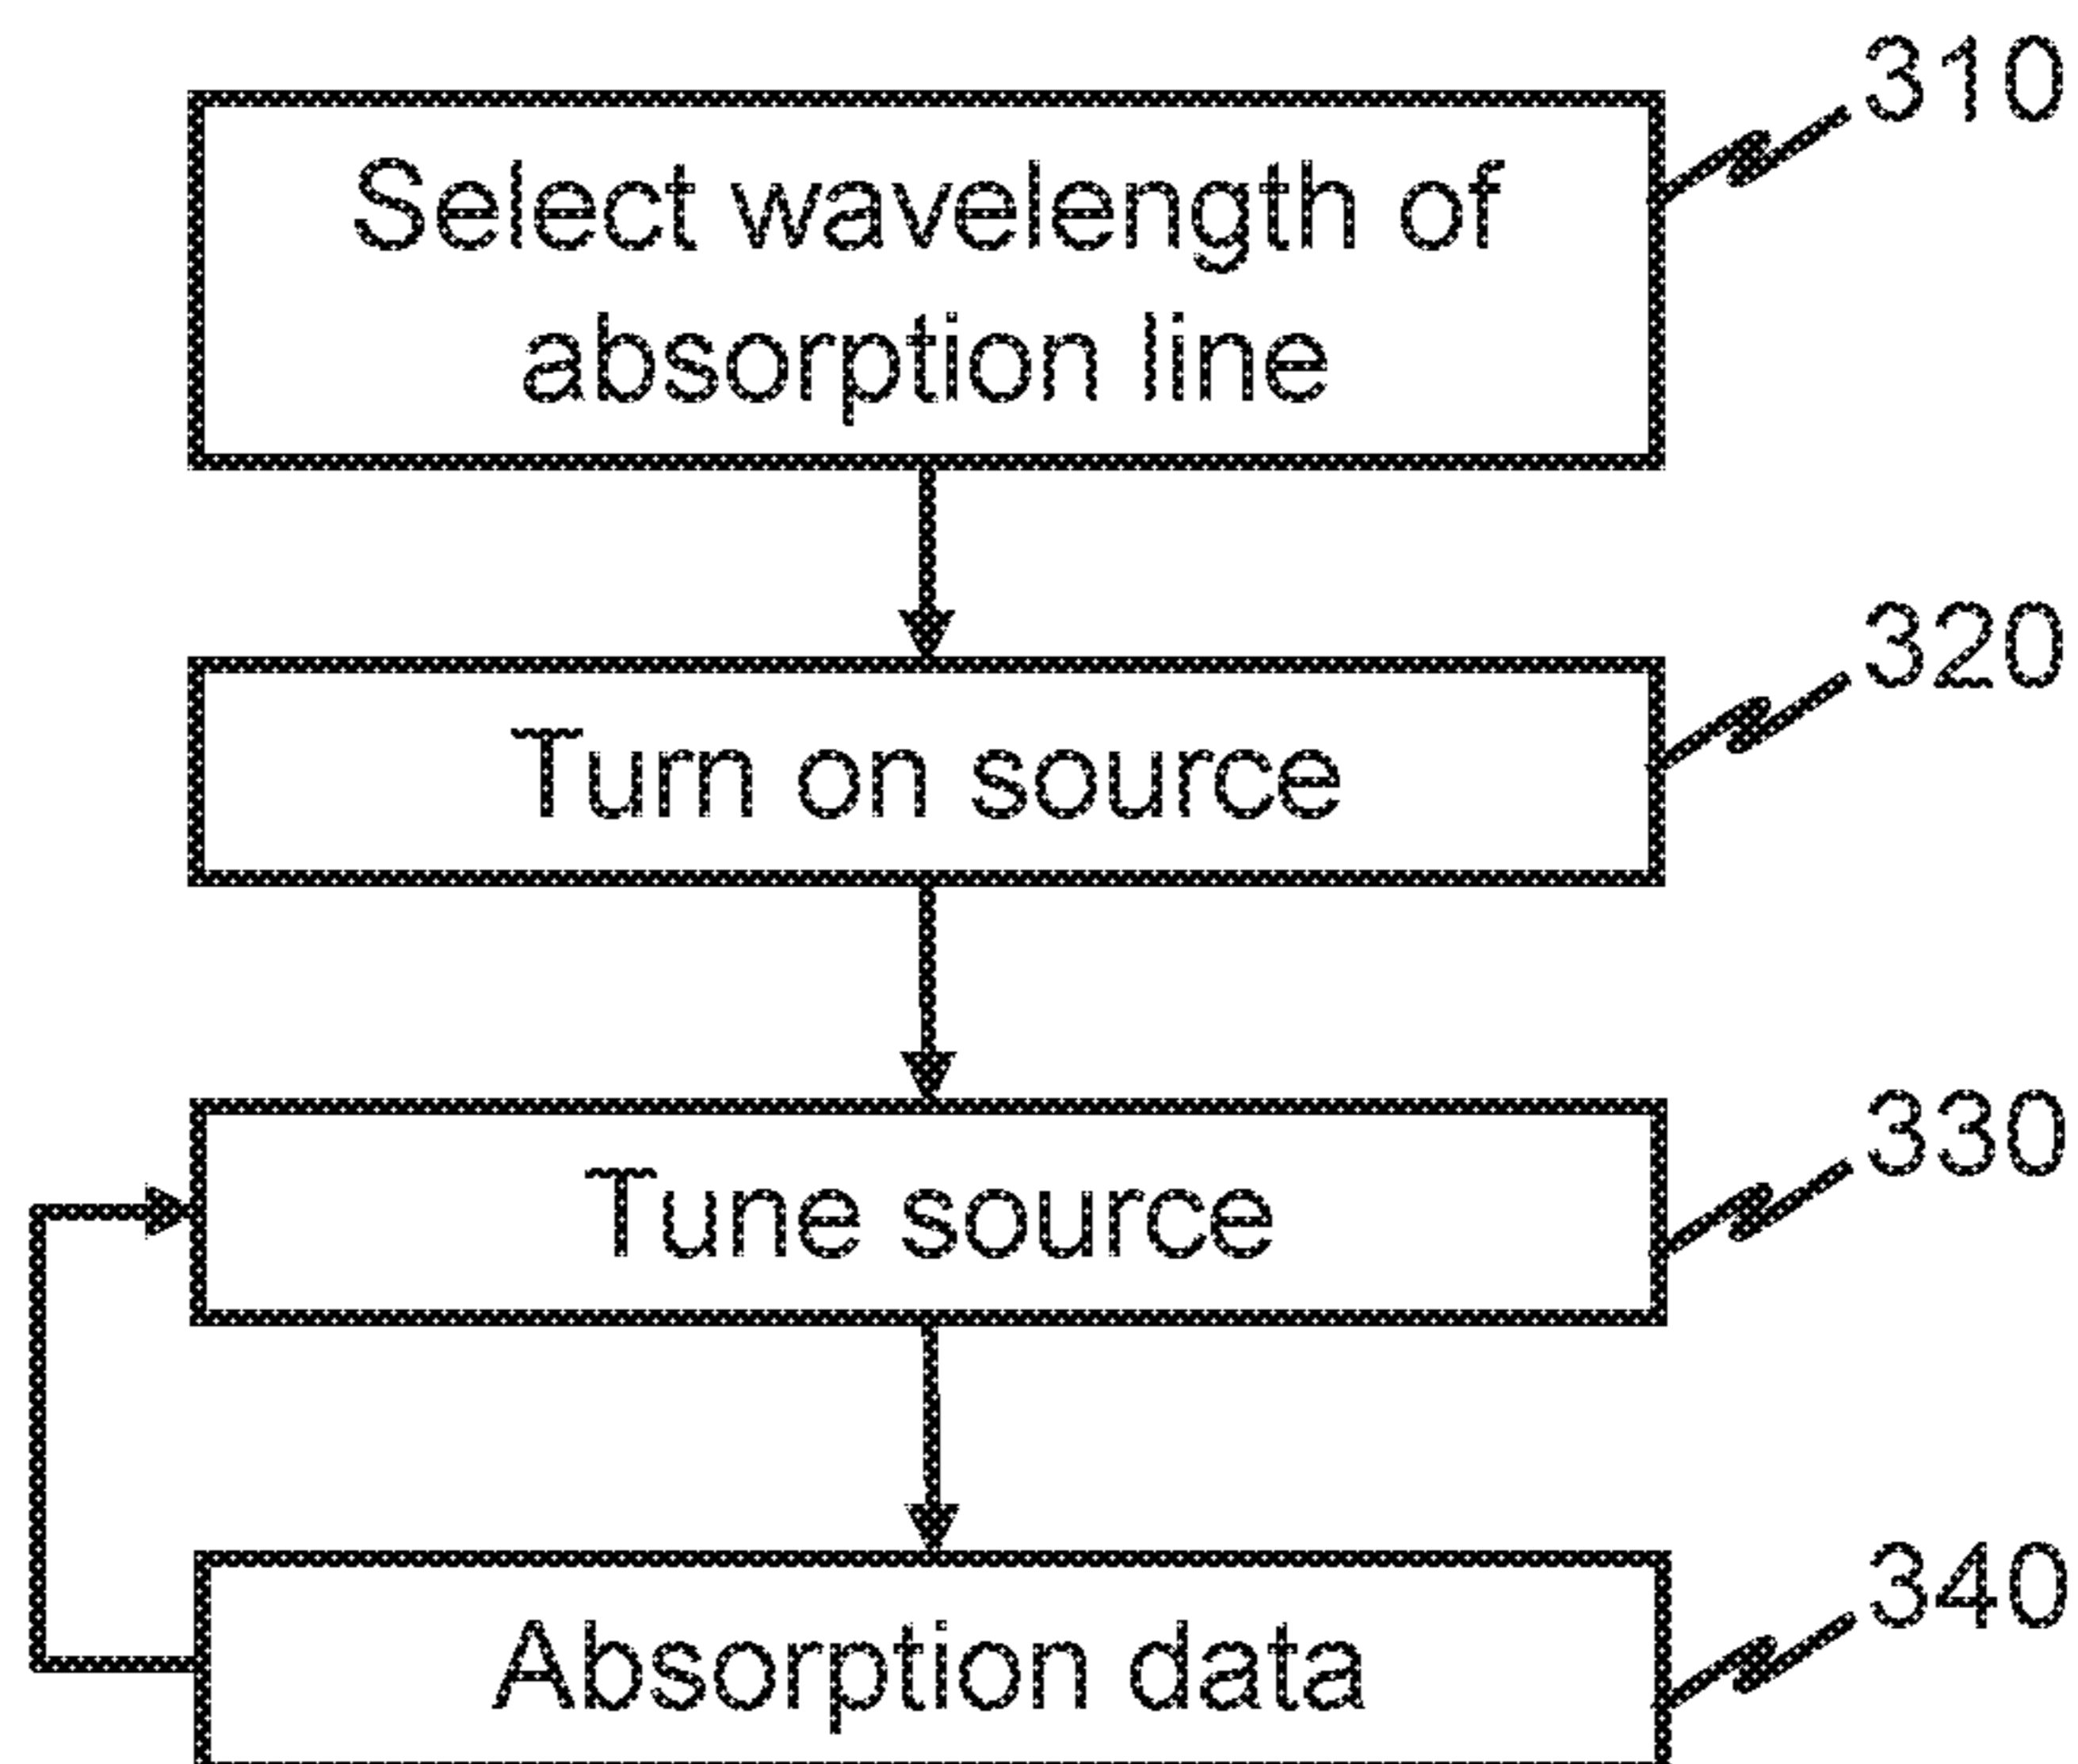 310
Select wavelength of
absorption line
320
Turn on source
330
Tune source
340
Absorption data